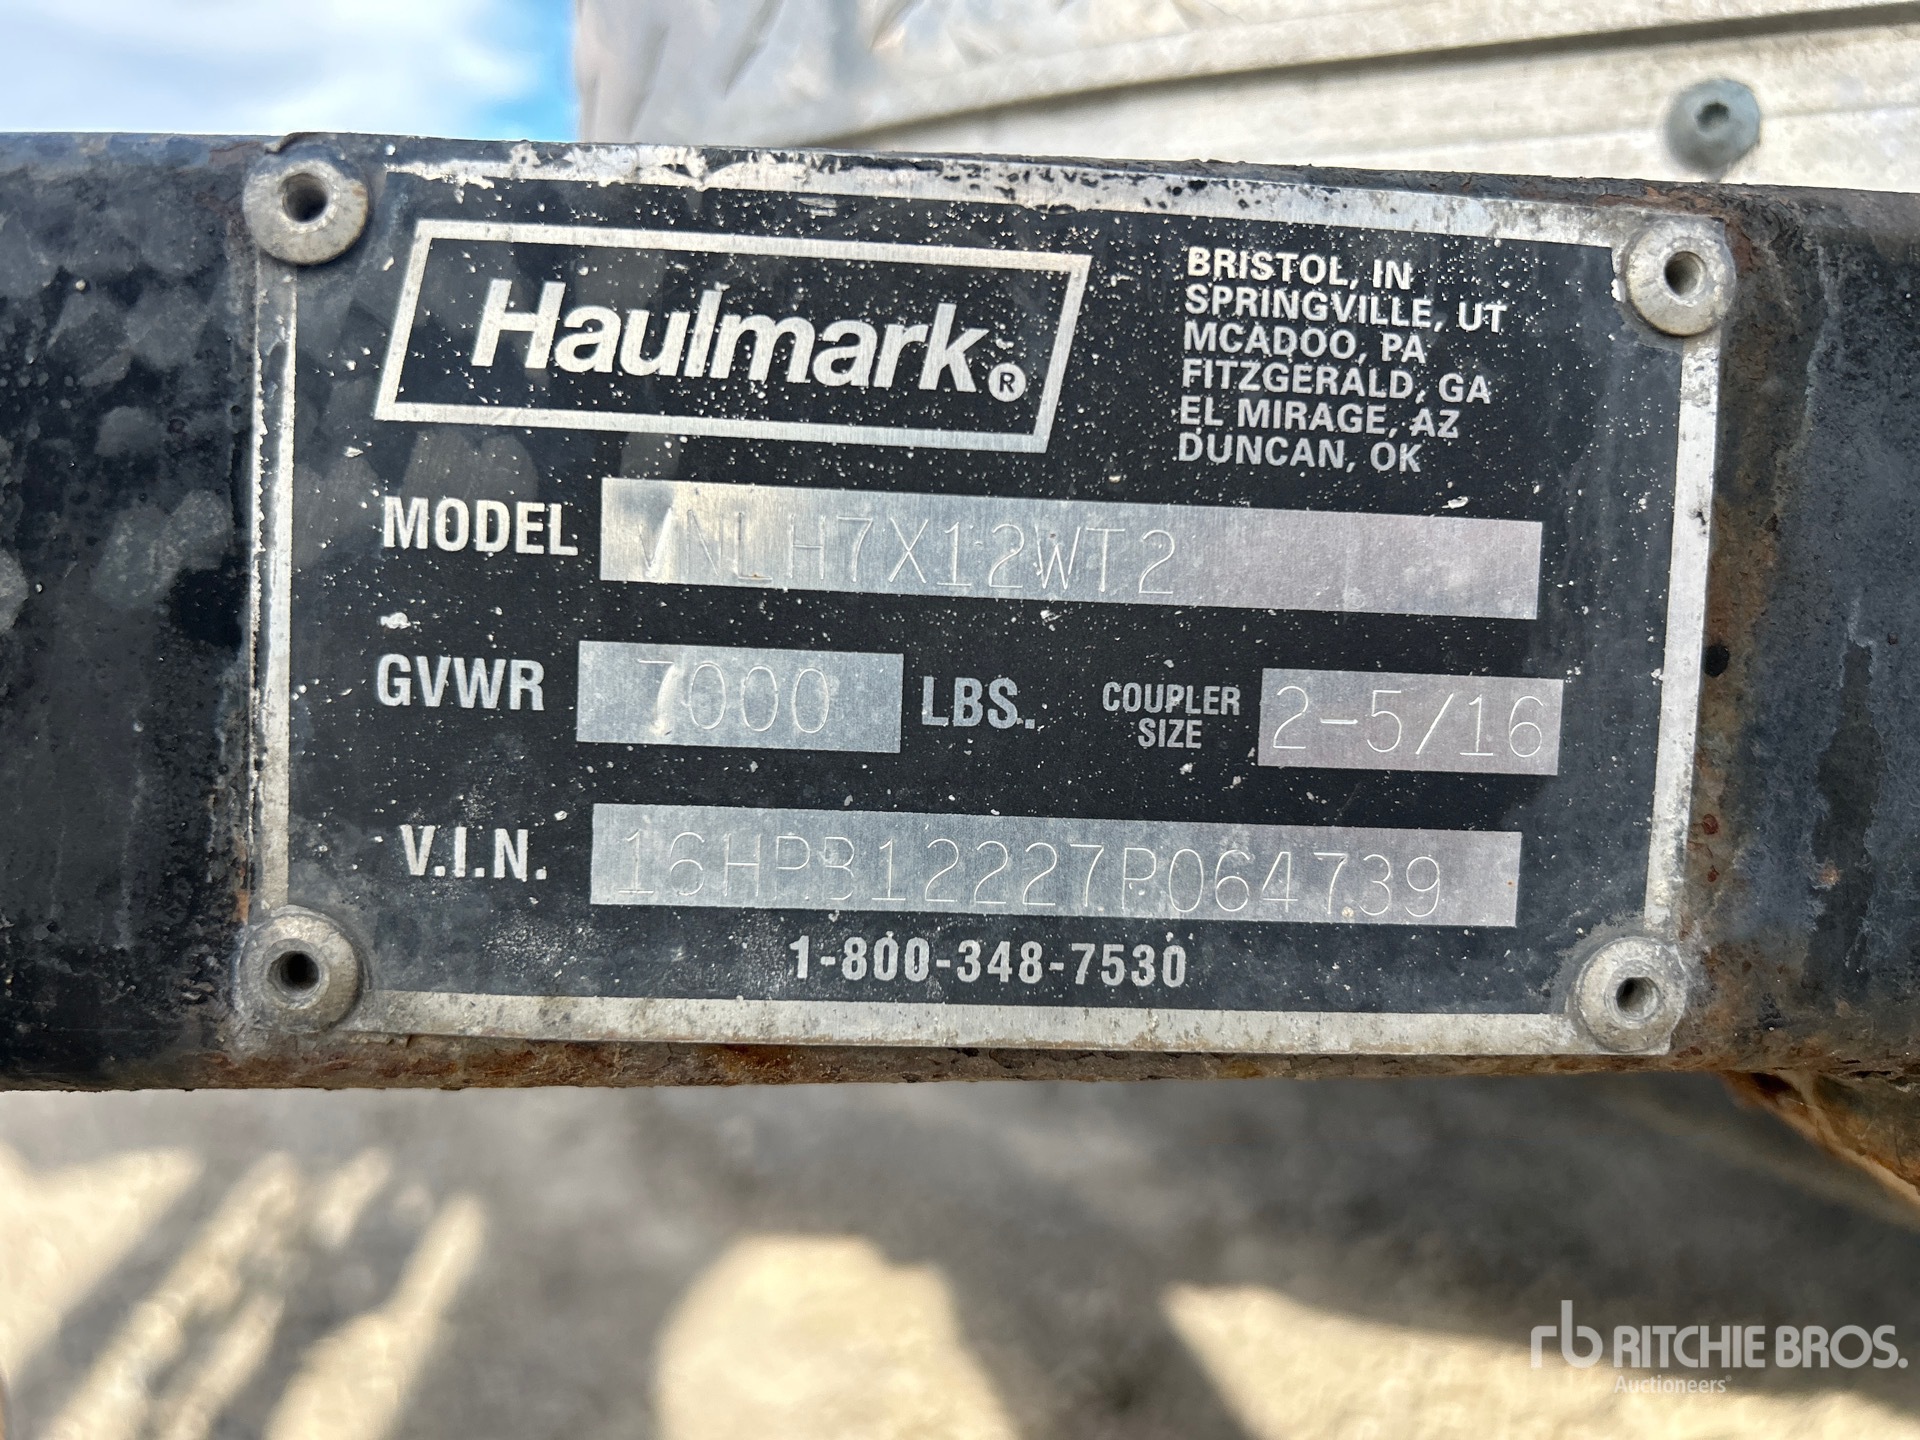 Haulmark®
BRISTOL, IN
SPRINGVILLE, UT
MCADOO, PA
FITZGERALD, GA
EL MIRAGE, AZ
DUNCAN, OK
MODEL VNLH7X12WT2
GVWR 7000 LBS. COUPLER SIZE 2-5/16
V.I.N. 16HPB12227P064739
1-800-348-7530
rb RITCHIE BROS.
Auctioneers